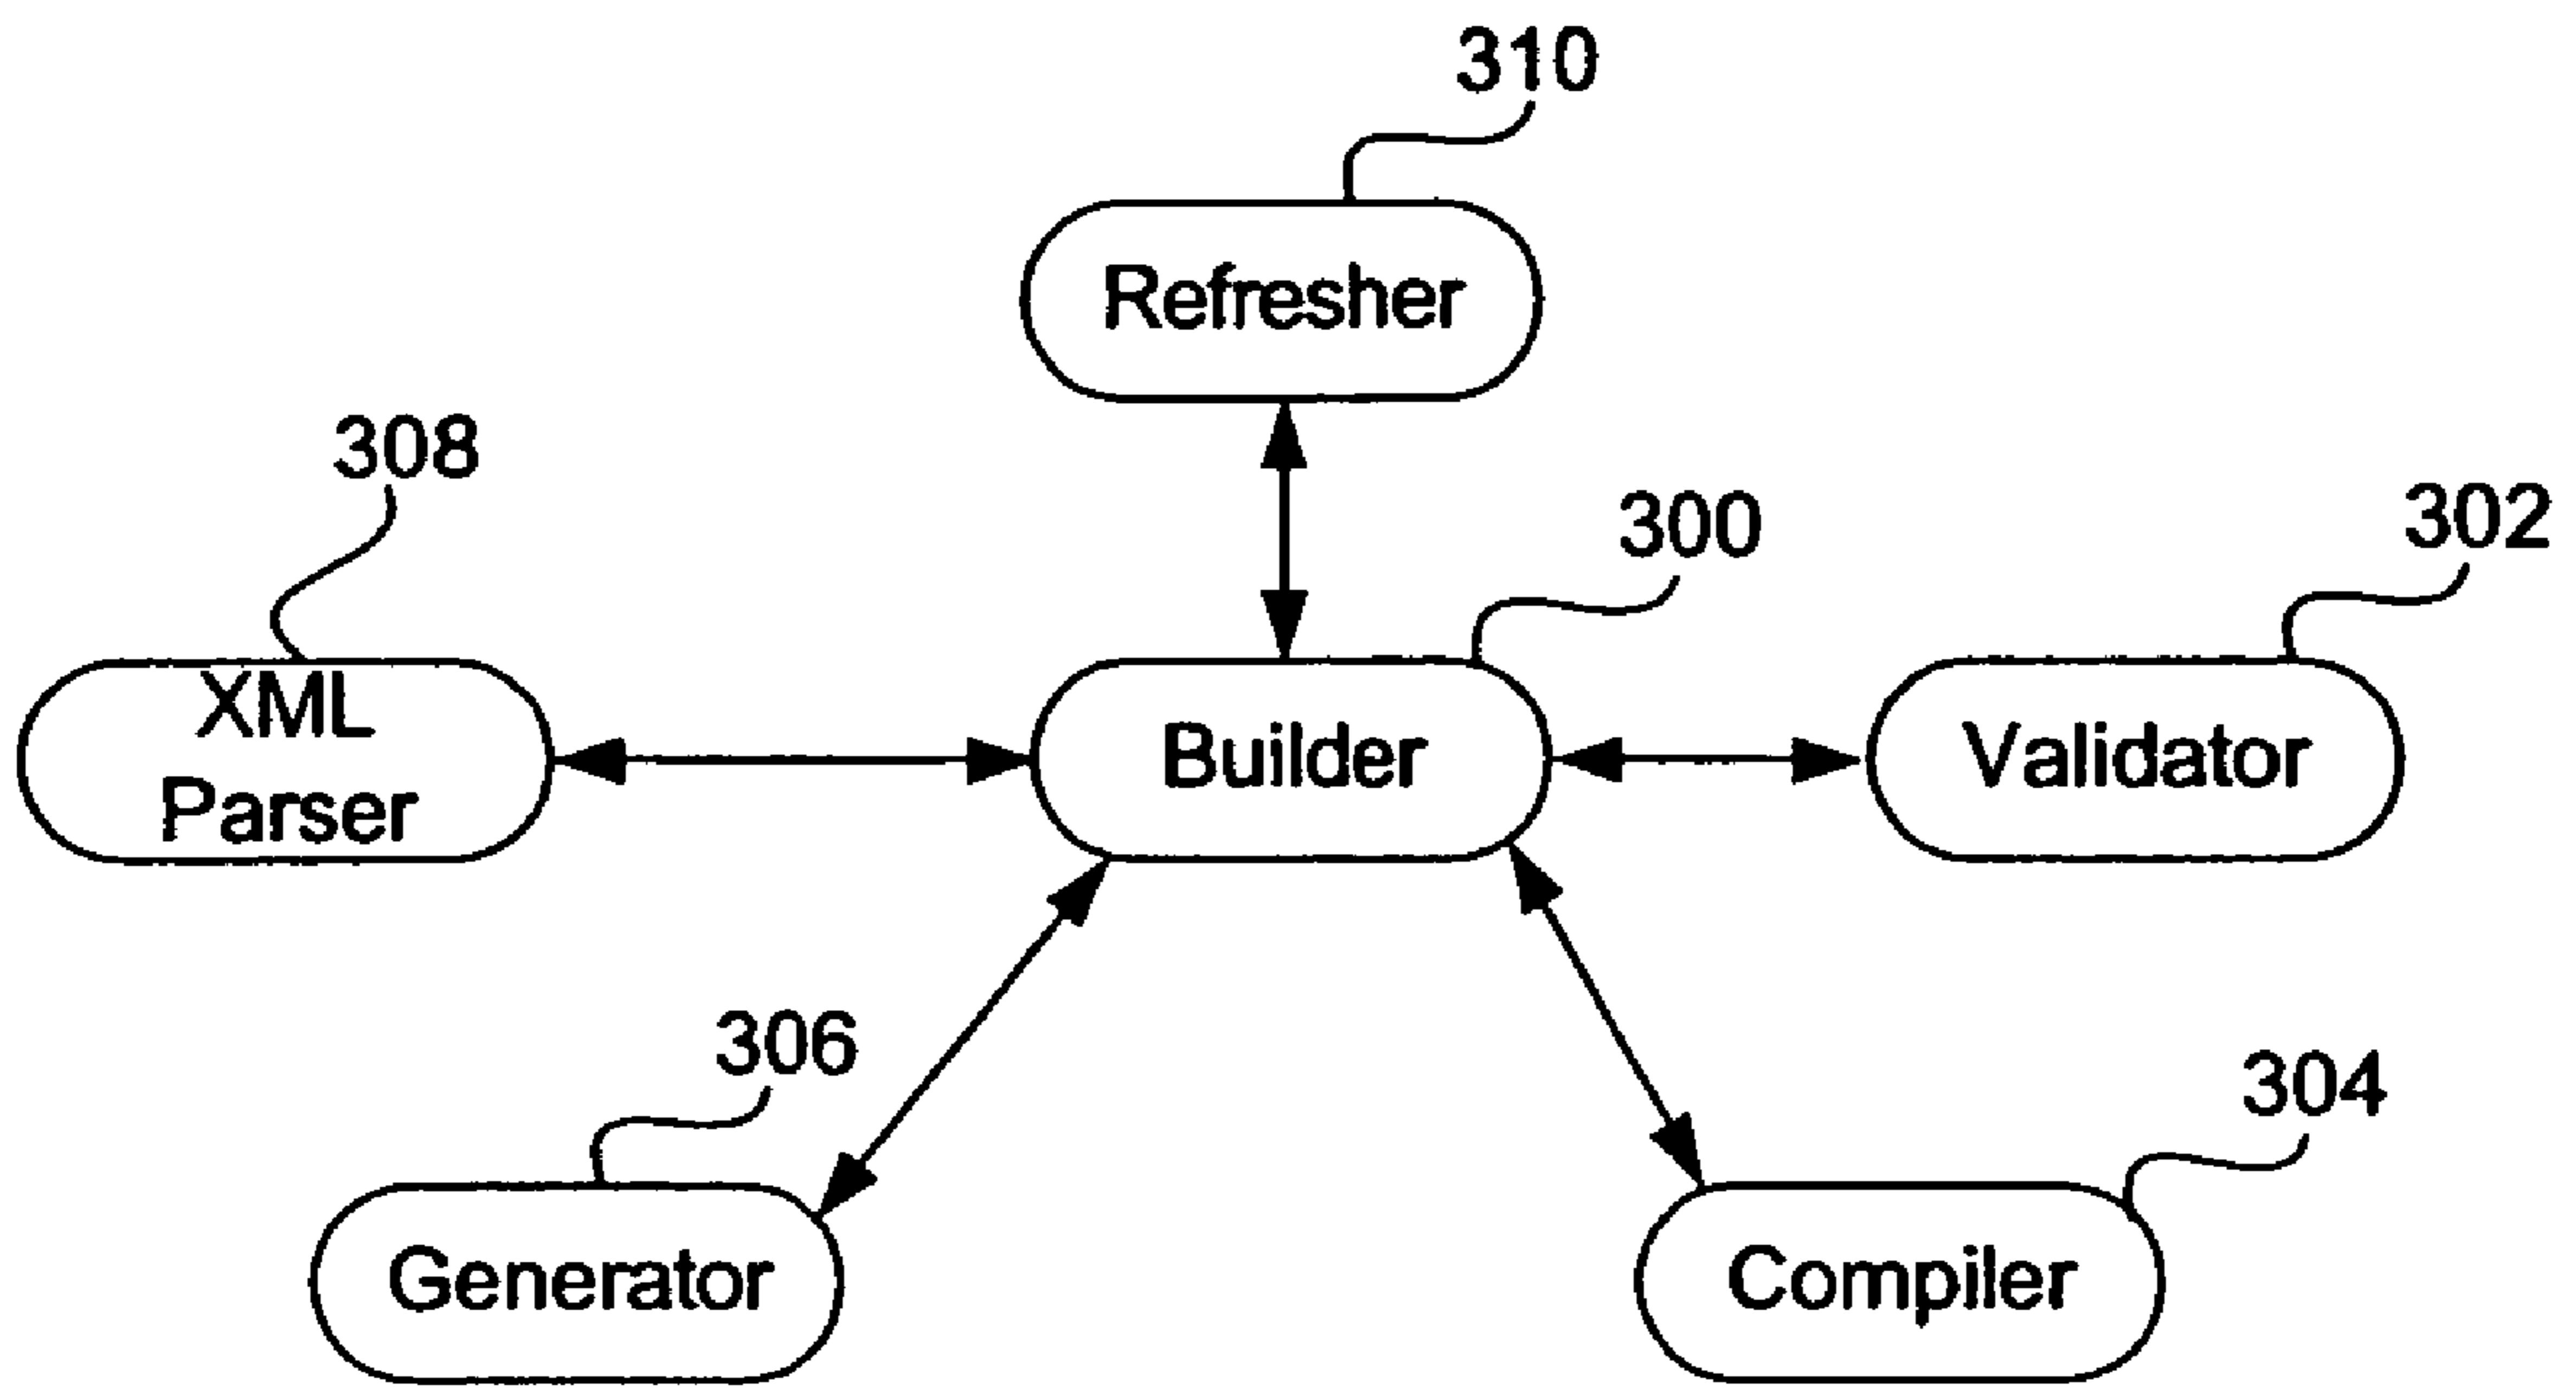 310
Refresher
308
300
302
XML
Parser
Builder
Validator
306
304
Generator
Compiler